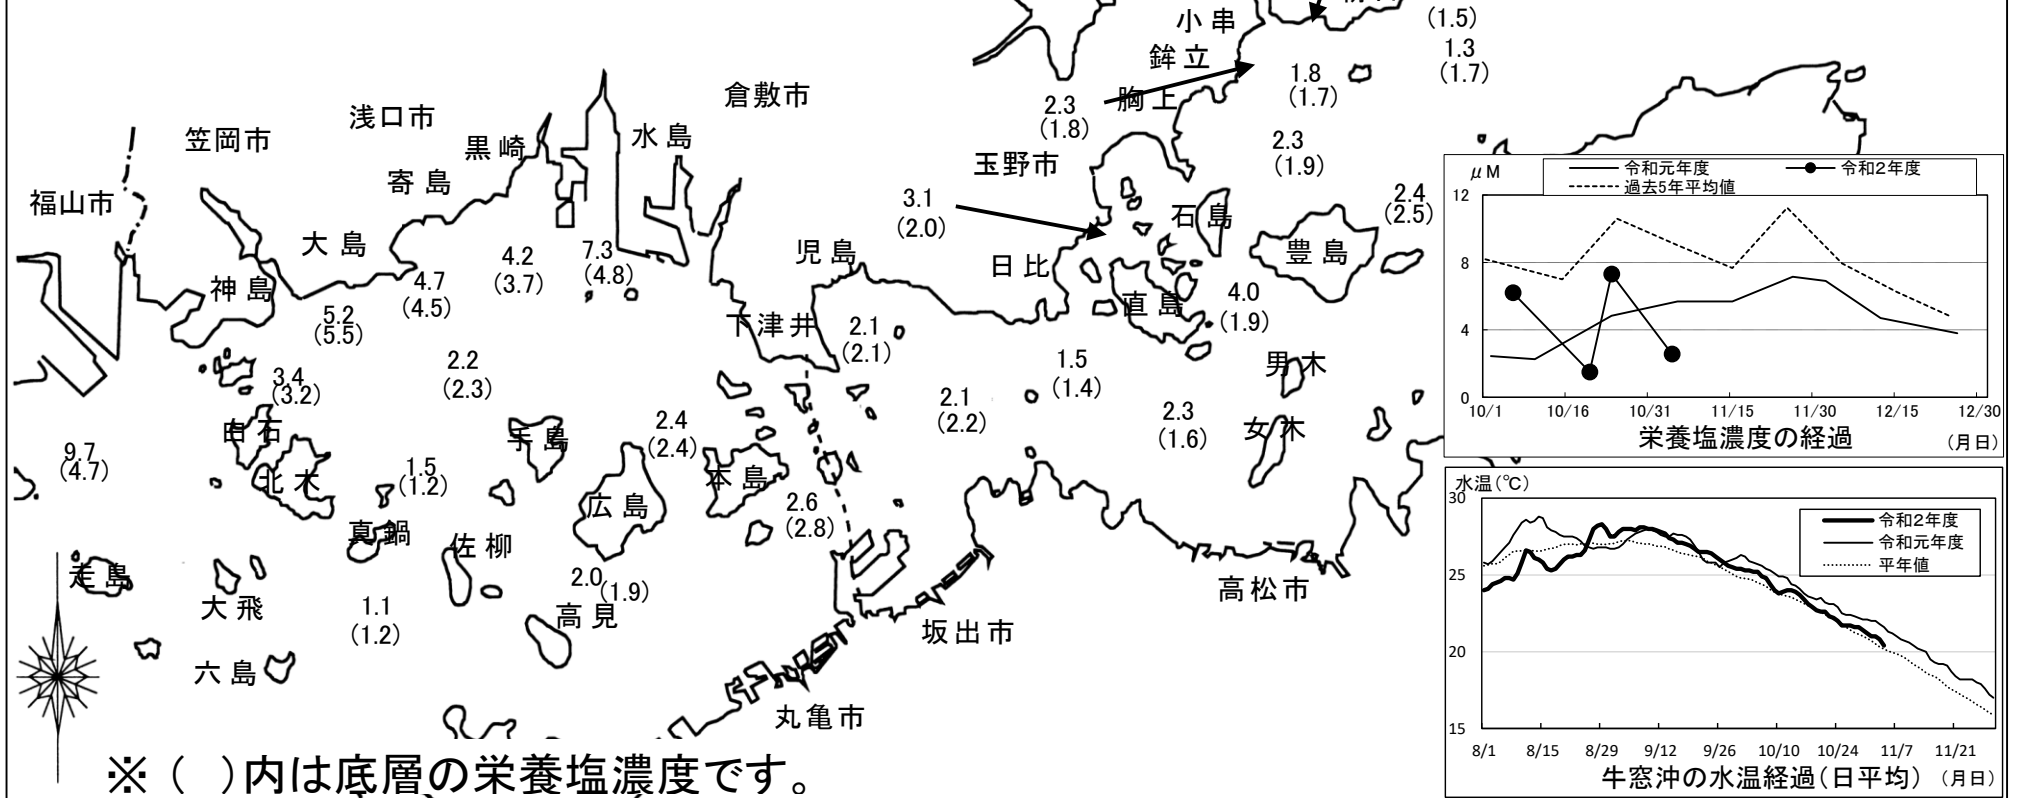 小串
(1.5)
鉾立
1.3
(1.7)
1.8
(1.7)
倉敷市
胸上
2.3
(1.8)
浅口市
笠岡市
黒崎
水島
2.3
(1.9)
玉野市
寄島
福山市
3.1
(2.0)
石島
2.4
(2.5)
大島
4.2
(3.7)
7.3
(4.8)
児島
日比
豊島
4.7
(4.5)
神島
直島
4.0
(1.9)
5.2
(5.5)
下津井
2.1
(2.1)
2.2
(2.3)
1.5
(1.4)
男木
3.4
(3.2)
2.1
(2.2)
2.3
(1.6)
女木
白石
手島
2.4
(2.4)
9.7
(4.7)
1.5
(1.2)
北木
本島
広島
2.6
(2.8)
真鍋
佐柳
走島
2.0
(1.9)
高松市
大飛
1.1
(1.2)
高見
坂出市
六島
丸亀市
※( )内は底層の栄養塩濃度です。
μM
令和元年度
令和2年度
過去5年平均値
12
8
4
0
10/1 10/16 10/31 11/15 11/30 12/15 12/30
栄養塩濃度の経過 (月日)
水温(℃)
30
令和2年度
令和元年度
平年値
25
20
15
8/1 8/15 8/29 9/12 9/26 10/10 10/24 11/7 11/21
牛窓沖の水温経過(日平均) (月日)